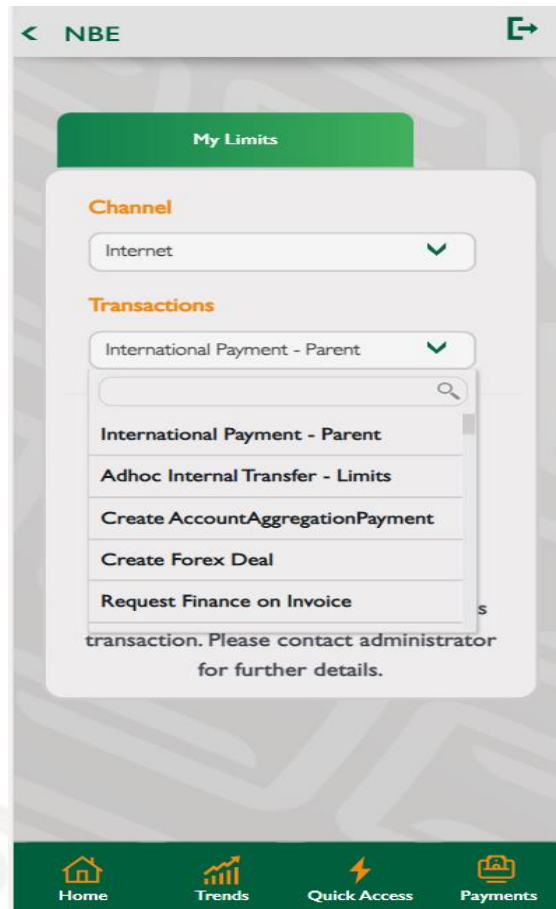 NBE
My Limits
Channel
Internet
Transactions
International Payment - Parent
International Payment - Parent
Adhoc Internal Transfer - Limits
Create AccountAggregationPayment
Create Forex Deal
Request Finance on Invoice
s
transaction. Please contact administrator
for further details.
Home Trends Quick Access Payments